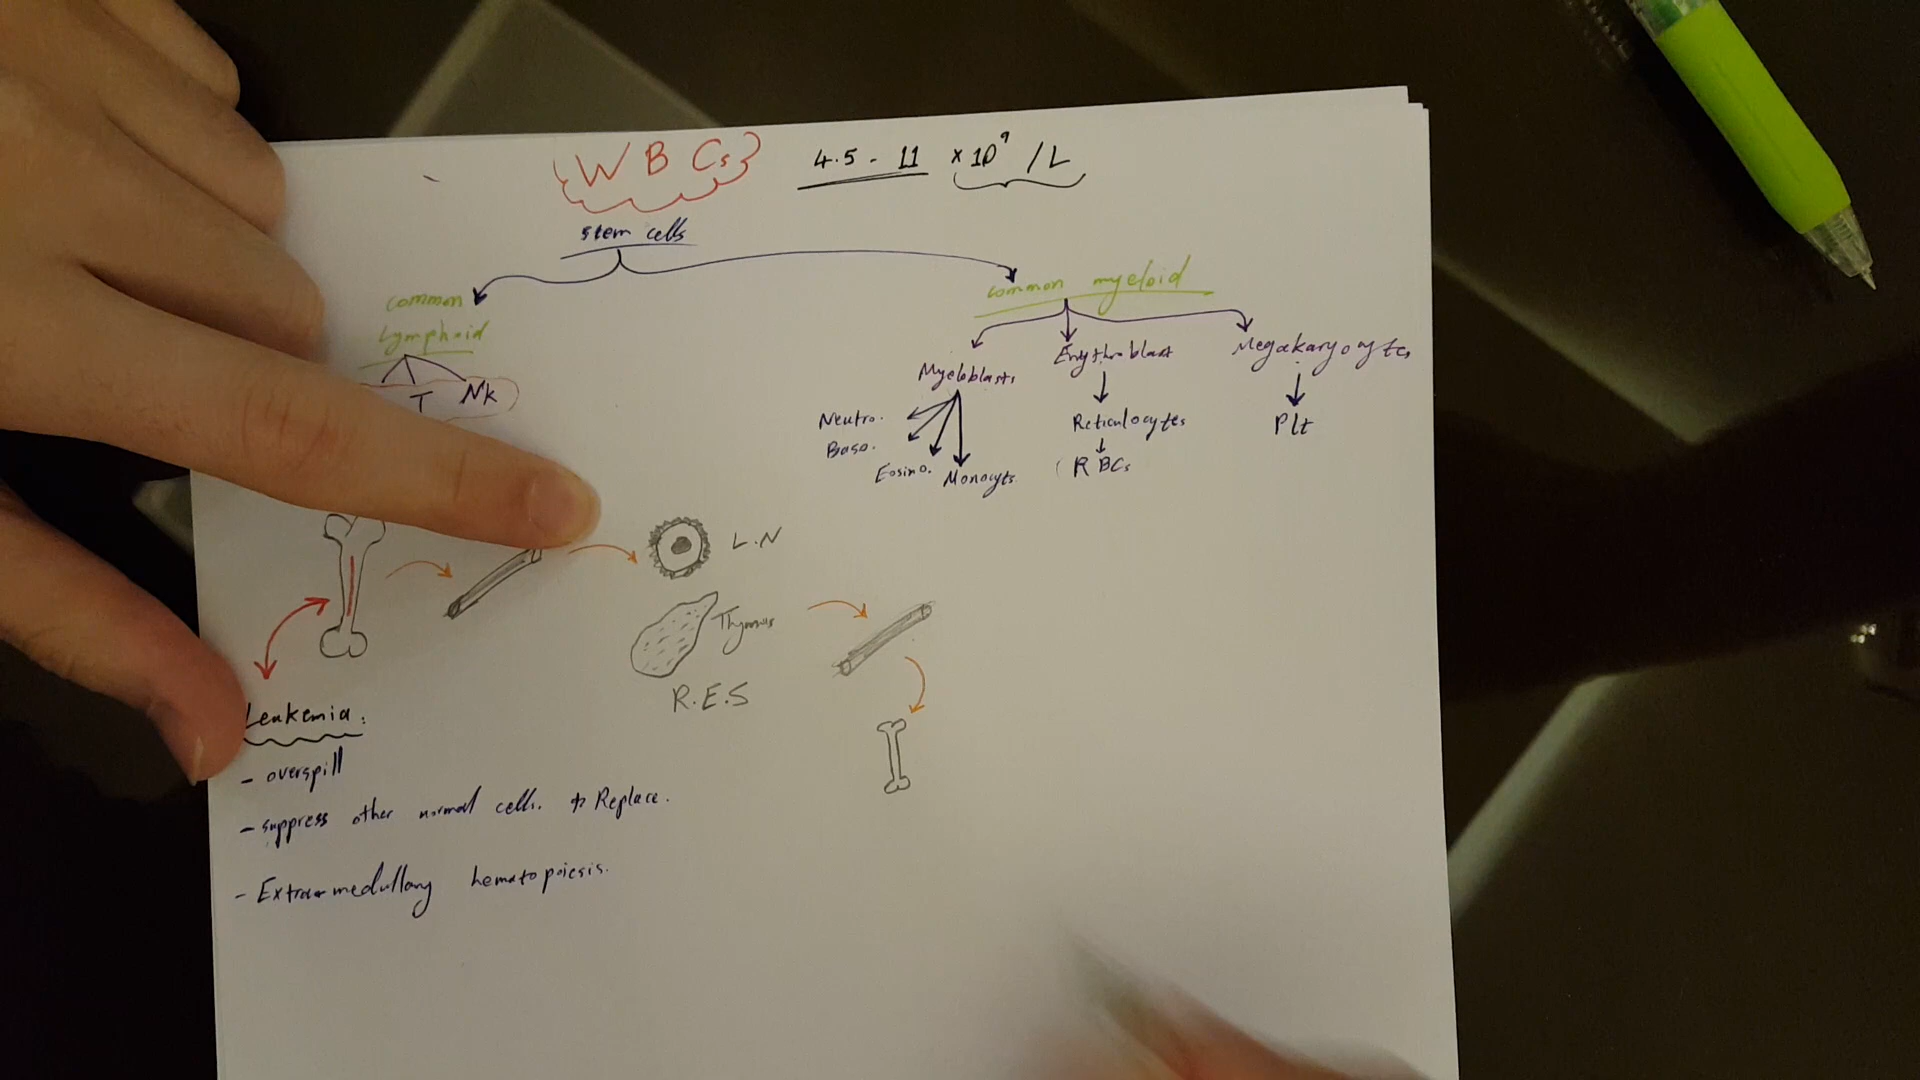 WBCs 4.5 - 11 x10⁹ /L
stem cells
common lymphoid
T NK
common myeloid
Myeloblasts Erythroblast Megakaryocytes
Neutro.
Baso.
Eosino. Monocyts.
Reticulocytes
RBCs
Plt
L.N
Thymus
R.E.S
Leukemia:
- overspill
- suppress other normal cells. & Replace.
- Extramedullary hematopoiesis.